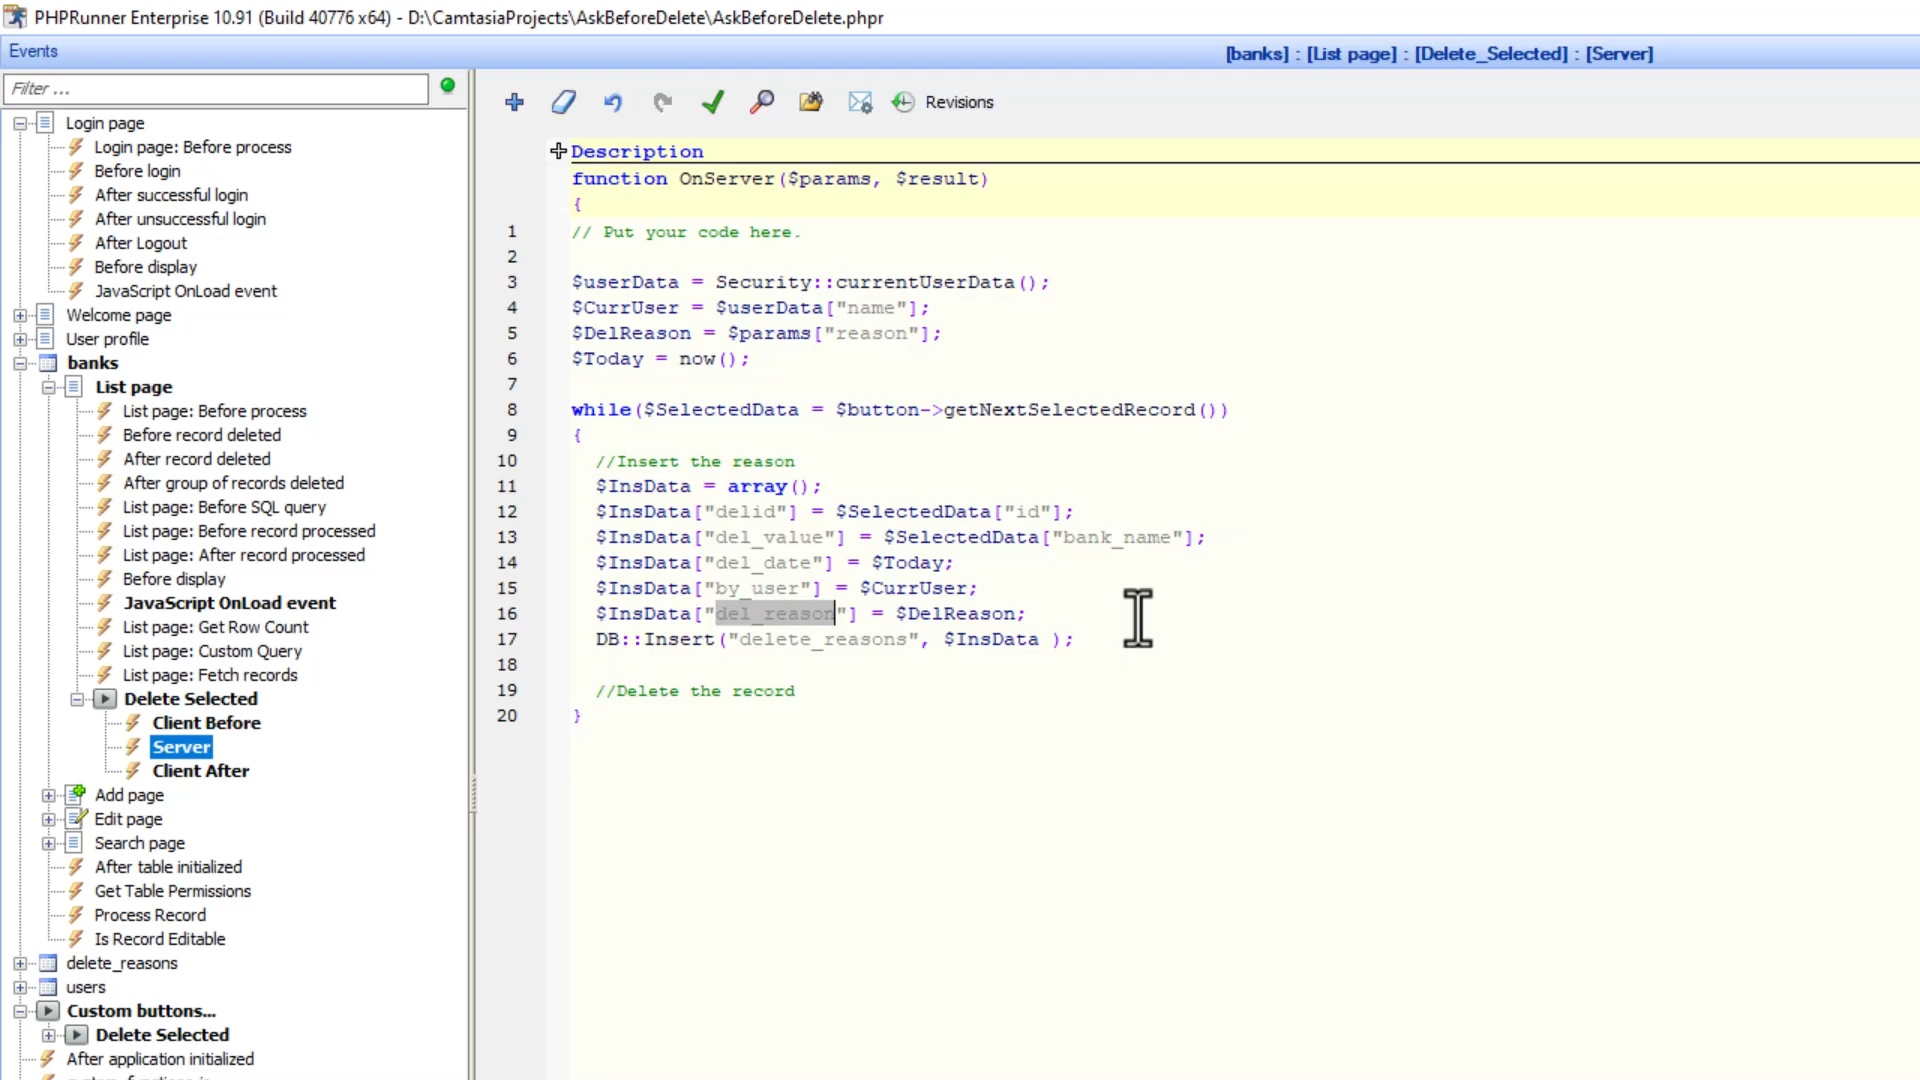 PHPRunner Enterprise 10.91 (Build 40776 x64) - D:\CamtasiaProjects\AskBeforeDelete\AskBeforeDelete.phpr
Events
[banks] : [List page] : [Delete_Selected] : [Server]
Filter ...
Login page
Login page: Before process
Before login
After successful login
After unsuccessful login
After Logout
Before display
JavaScript OnLoad event
Welcome page
User profile
banks
List page
List page: Before process
Before record deleted
After record deleted
After group of records deleted
List page: Before SQL query
List page: Before record processed
List page: After record processed
Before display
JavaScript OnLoad event
List page: Get Row Count
List page: Custom Query
List page: Fetch records
Delete Selected
Client Before
Server
Client After
Add page
Edit page
Search page
After table initialized
Get Table Permissions
Process Record
Is Record Editable
delete_reasons
users
Custom buttons...
Delete Selected
After application initialized
Revisions
Description
function OnServer($params, $result)
{
1 // Put your code here.
2
3 $userData = Security::currentUserData();
4 $CurrUser = $userData["name"];
5 $DelReason = $params["reason"];
6 $Today = now();
7
8 while($SelectedData = $button->getNextSelectedRecord())
9 {
10 //Insert the reason
11 $InsData = array();
12 $InsData["delid"] = $SelectedData["id"];
13 $InsData["del_value"] = $SelectedData["bank_name"];
14 $InsData["del_date"] = $Today;
15 $InsData["by_user"] = $CurrUser;
16 $InsData["del_reason"] = $DelReason;
17 DB::Insert("delete_reasons", $InsData );
18
19 //Delete the record
20 }